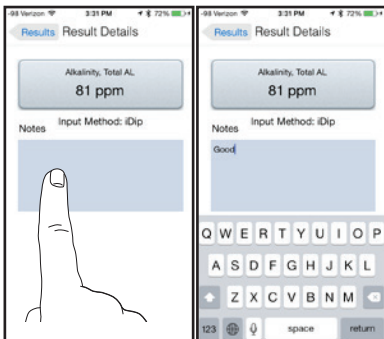 -98 Verizon 3:31 PM 72%
Results Result Details
Alkalinity, Total AL
81 ppm
Input Method: iDip
Notes
-98 Verizon 3:31 PM 72%
Results Result Details
Alkalinity, Total AL
81 ppm
Input Method: iDip
Notes
Good
Q W E R T Y U I O P
A S D F G H J K L
Z X C V B N M
123 space return